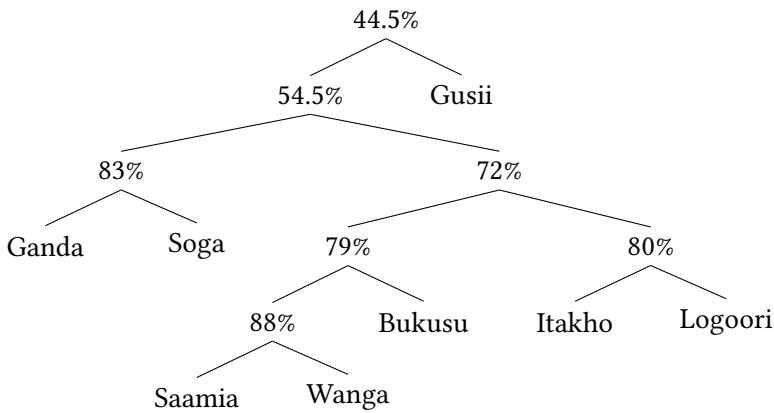 44.5%
54.5% Gusii
83% 72%
Ganda Soga 79% 80%
88% Bukusu Itakho Logoori
Saamia Wanga